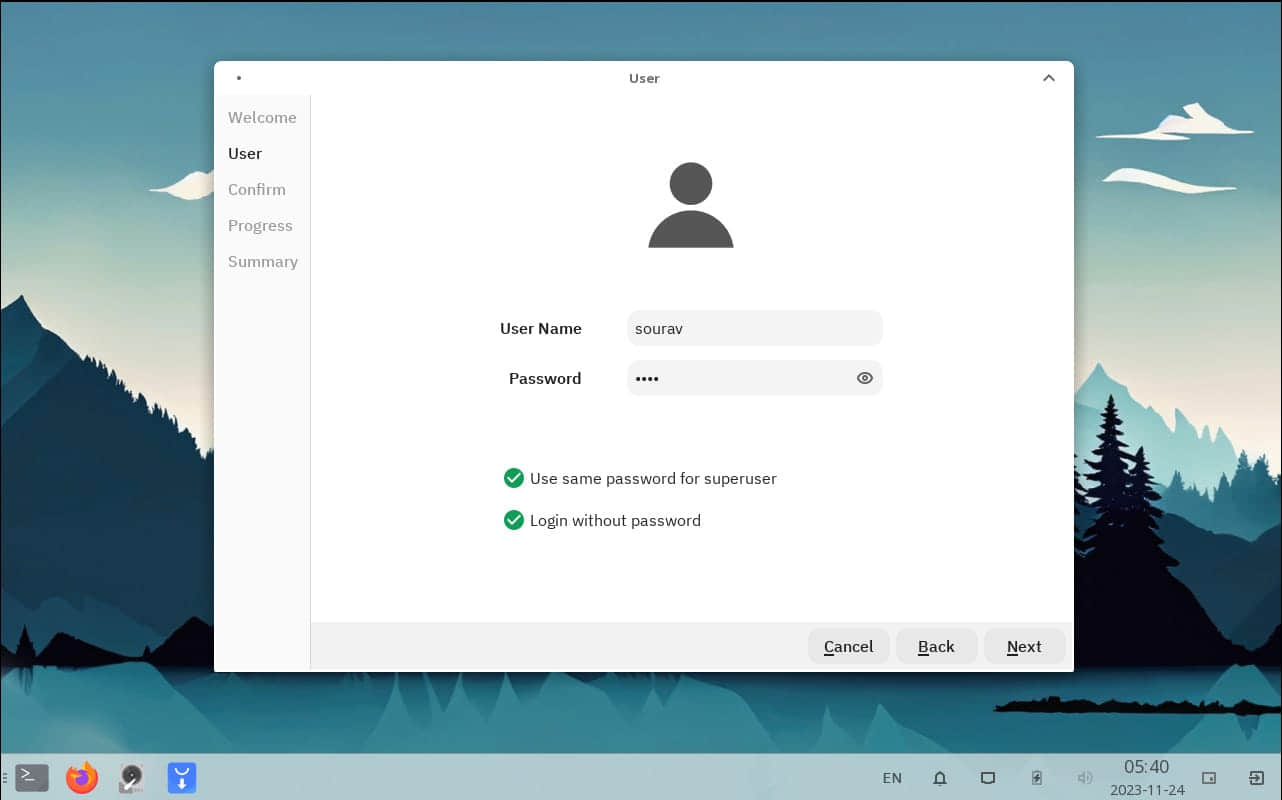 User
Welcome
User
Confirm
Progress
Summary
User Name
sourav
Password
••••
Use same password for superuser
Login without password
Cancel
Back
Next
>_
EN
05:40
2023-11-24